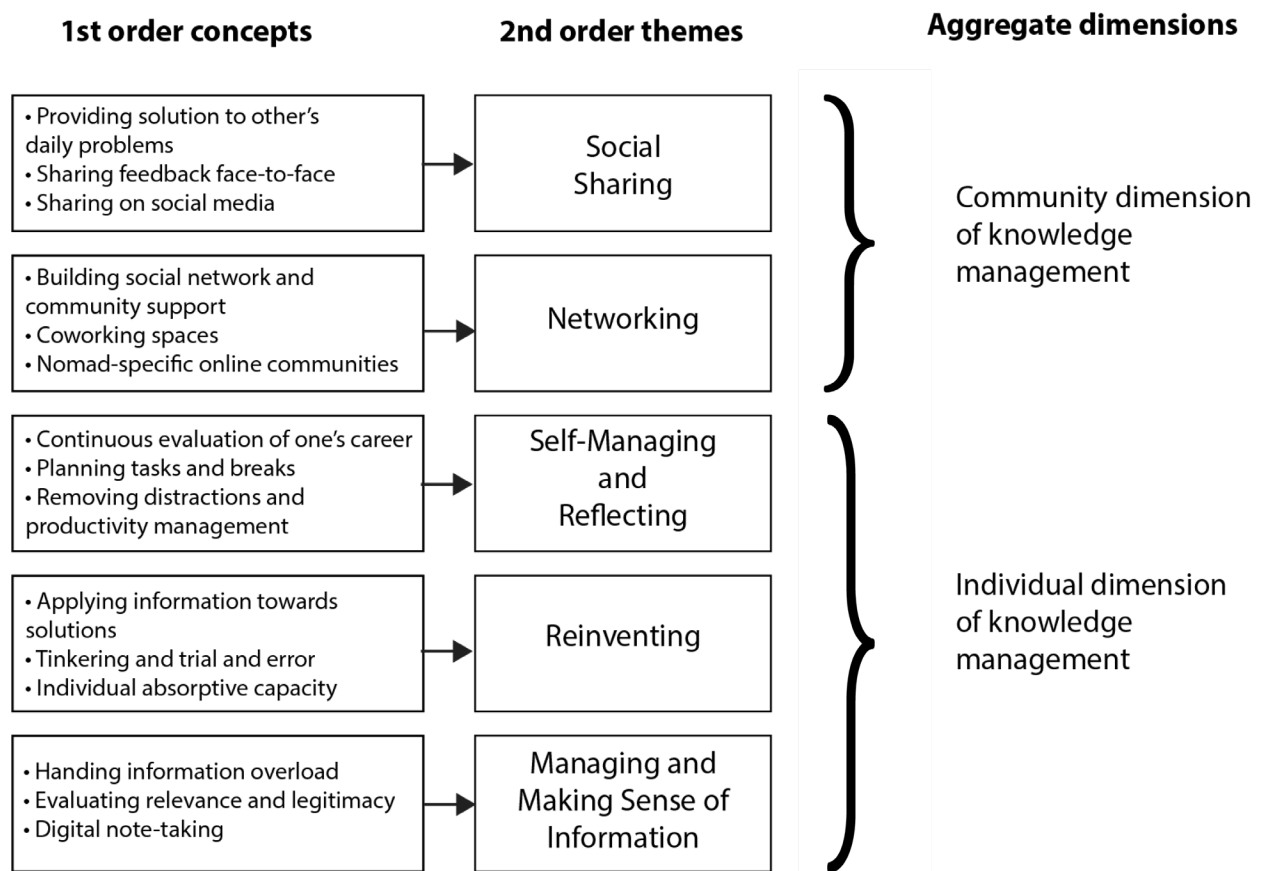 1st order concepts
2nd order themes
Aggregate dimensions
• Providing solution to other’s
daily problems
• Sharing feedback face-to-face
• Sharing on social media
Social
Sharing
• Building social network and
community support
• Coworking spaces
• Nomad-specific online communities
Networking
Community dimension
of knowledge
management
• Continuous evaluation of one’s career
• Planning tasks and breaks
• Removing distractions and
productivity management
Self-Managing
and
Reflecting
• Applying information towards
solutions
• Tinkering and trial and error
• Individual absorptive capacity
Reinventing
• Handing information overload
• Evaluating relevance and legitimacy
• Digital note-taking
Managing and
Making Sense of
Information
Individual dimension
of knowledge
management